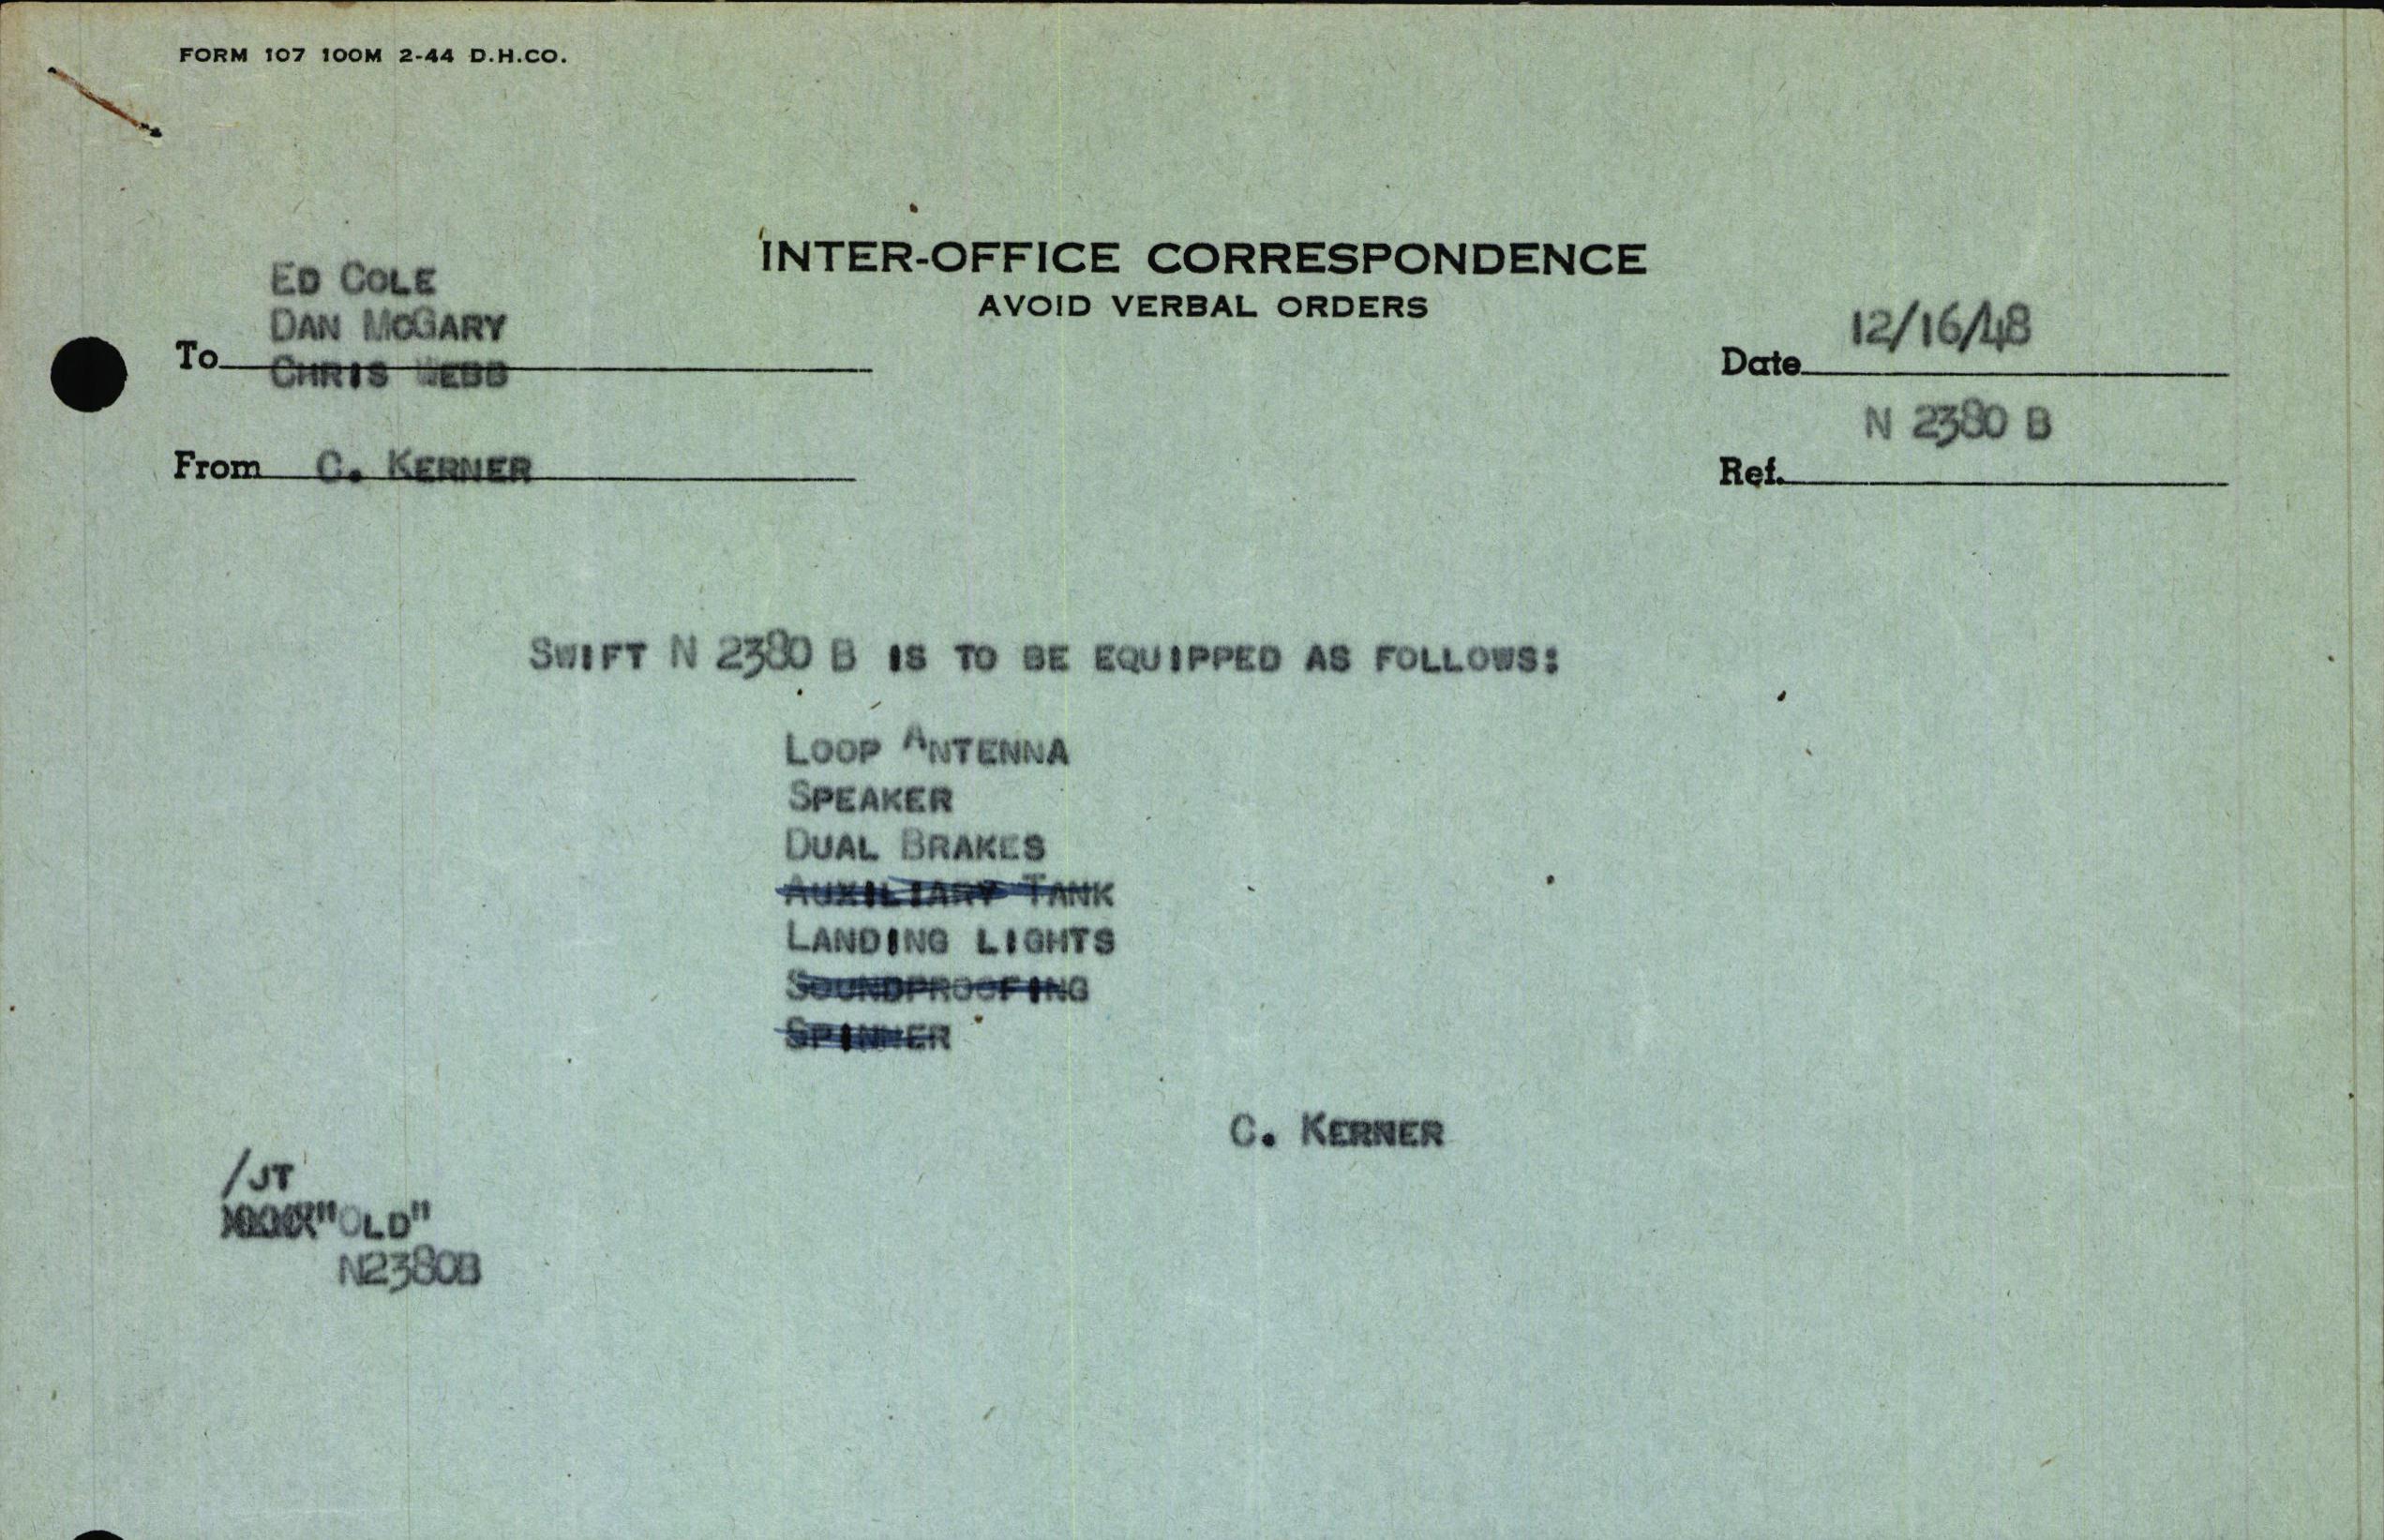 FORM 107 100M 2-44 D.H.CO.
INTER-OFFICE CORRESPONDENCE
AVOID VERBAL ORDERS
ED COLE
DAN MCGARY
To CHRIS WEBB
Date 12/16/48
From C. KERNER
Ref. N 2380 B
SWIFT N 2380 B IS TO BE EQUIPPED AS FOLLOWS:
LOOP ANTENNA
SPEAKER
DUAL BRAKES
AUXILIARY TANK
LANDING LIGHTS
SOUNDPROOFING
SPINNER
C. KERNER
/JT
"OLD"
N2380B